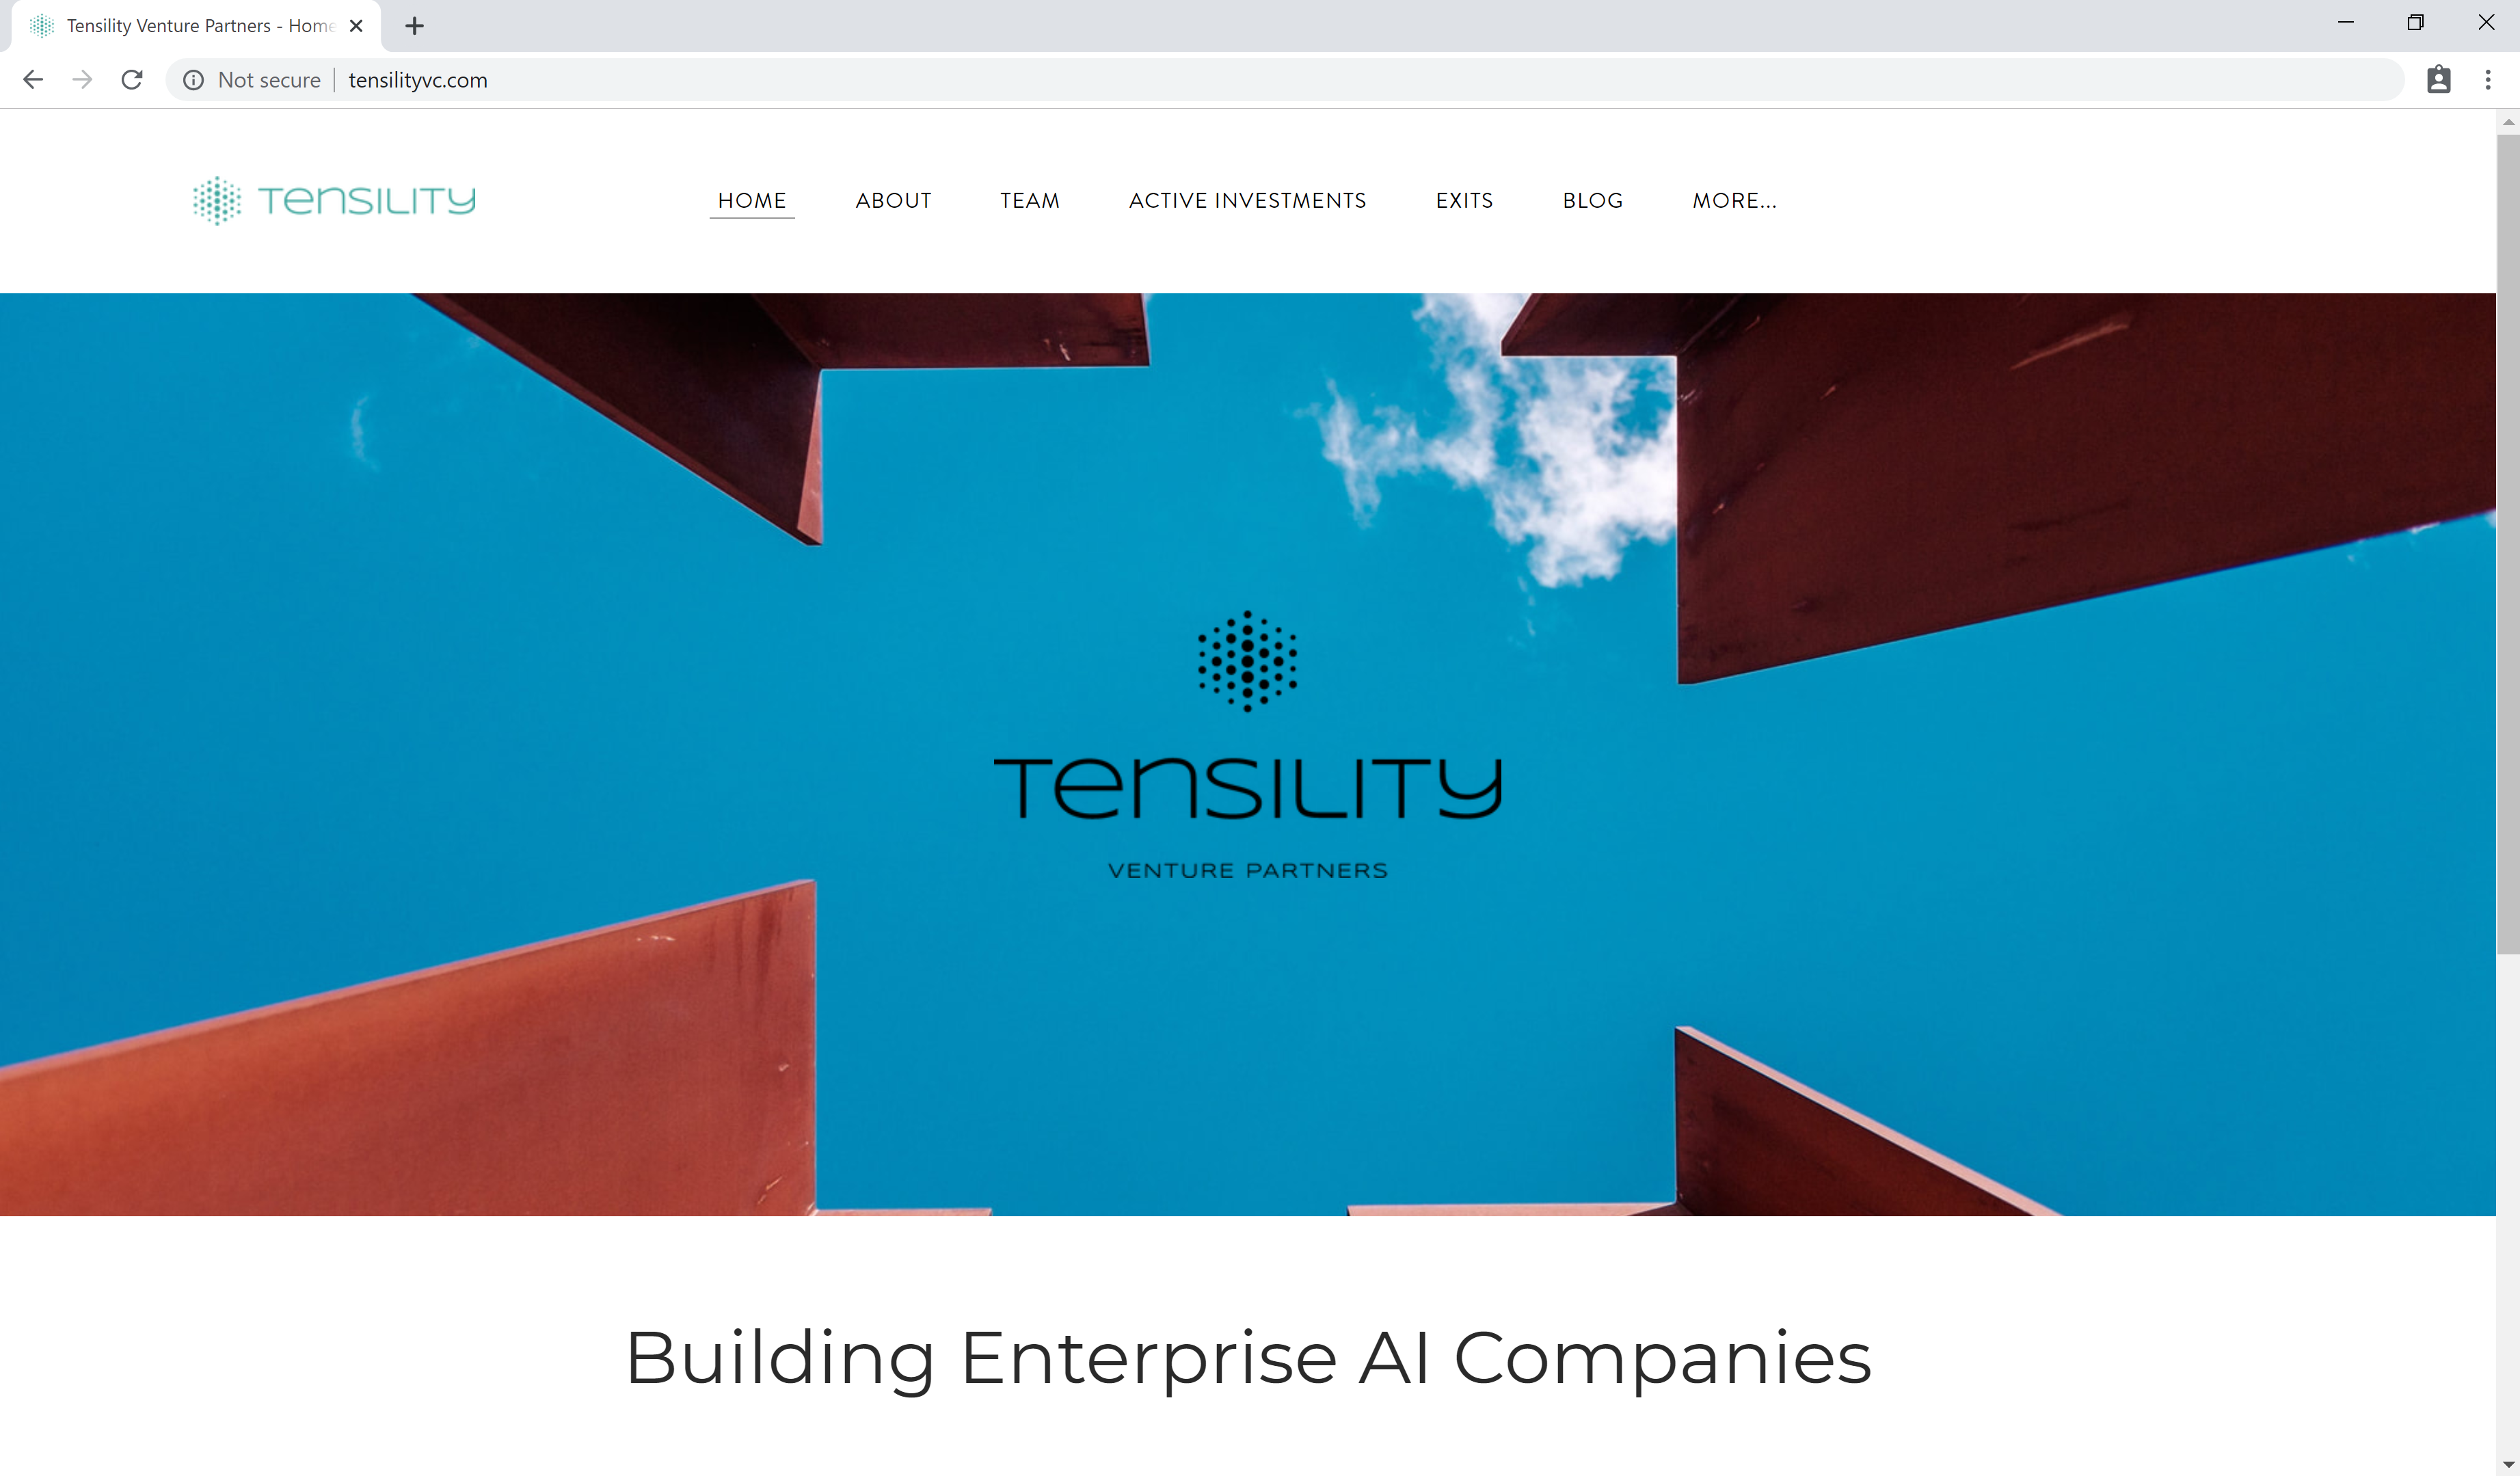 Tensility Venture Partners - Home
Not secure | tensilityvc.com
TENSILITY
HOME ABOUT TEAM ACTIVE INVESTMENTS EXITS BLOG MORE...
TENSILITY
VENTURE PARTNERS
Building Enterprise AI Companies